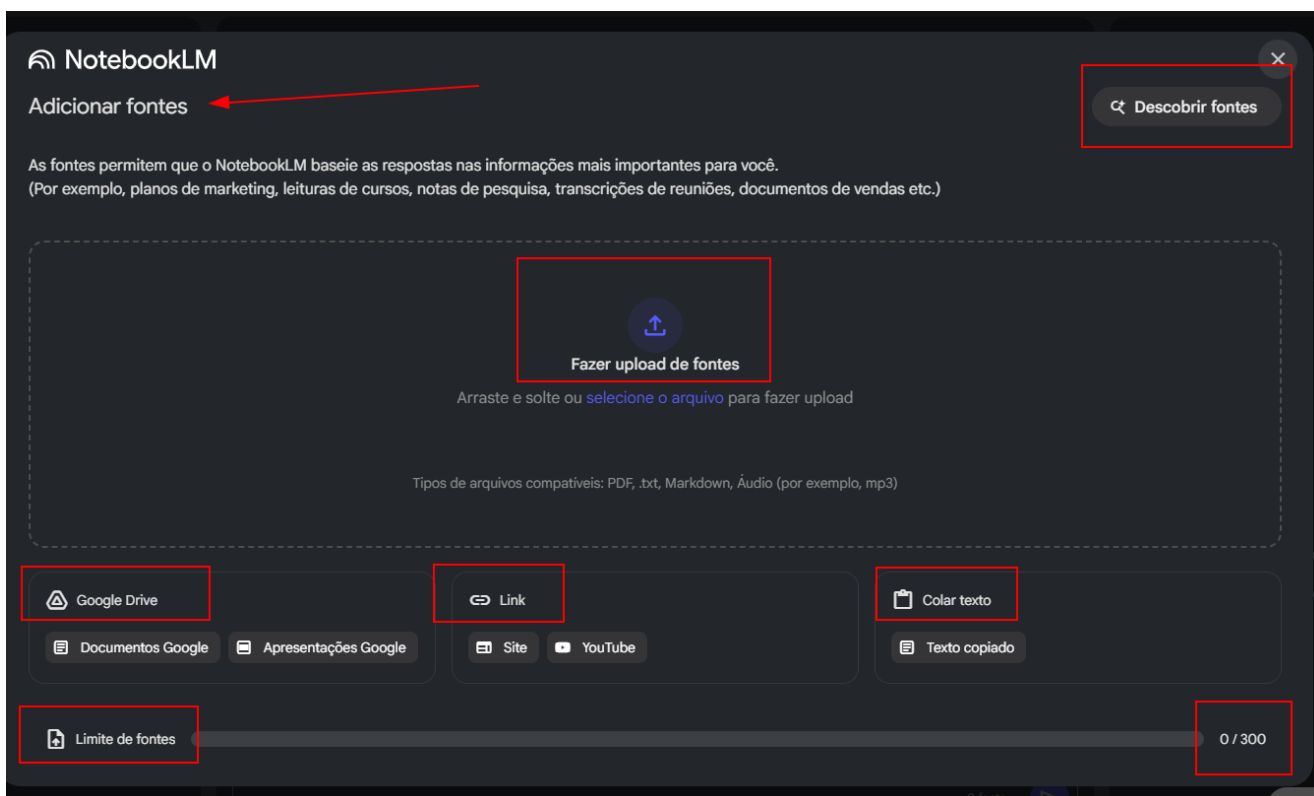 NotebookLM
Adicionar fontes
Descobrir fontes
As fontes permitem que o NotebookLM baseie as respostas nas informações mais importantes para você.
(Por exemplo, planos de marketing, leituras de cursos, notas de pesquisa, transcrições de reuniões, documentos de vendas etc.)
Fazer upload de fontes
Arraste e solte ou selecione o arquivo para fazer upload
Tipos de arquivos compatíveis: PDF, .txt, Markdown, Áudio (por exemplo, mp3)
Google Drive
Documentos Google
Apresentações Google
Link
Site
YouTube
Colar texto
Texto copiado
Limite de fontes
0 / 300